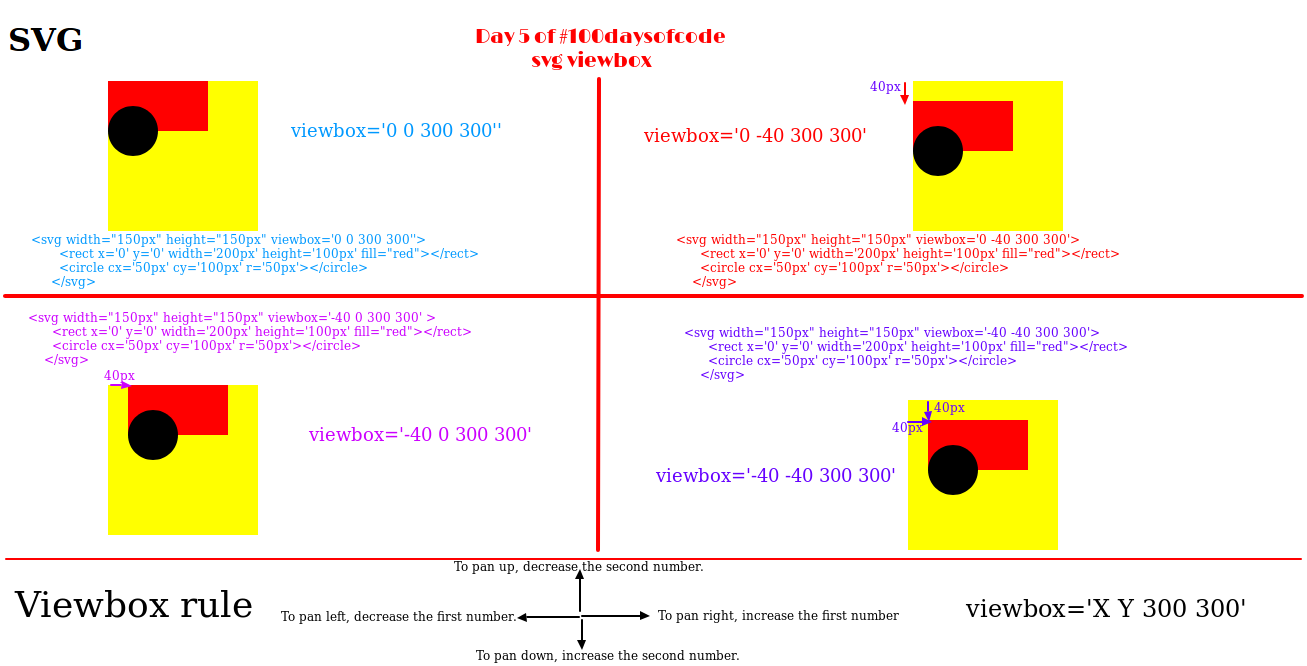 SVG
Day 5 of #100daysofcode
svg viewbox
viewbox='0 0 300 300''
<svg width="150px" height="150px" viewbox='0 0 300 300''>
<rect x='0' y='0' width='200px' height='100px' fill="red"></rect>
<circle cx='50px' cy='100px' r='50px'></circle>
</svg>
40px
viewbox='0 -40 300 300'
<svg width="150px" height="150px" viewbox='0 -40 300 300'>
<rect x='0' y='0' width='200px' height='100px' fill="red"></rect>
<circle cx='50px' cy='100px' r='50px'></circle>
</svg>
<svg width="150px" height="150px" viewbox='-40 0 300 300' >
<rect x='0' y='0' width='200px' height='100px' fill="red"></rect>
<circle cx='50px' cy='100px' r='50px'></circle>
</svg>
40px
viewbox='-40 0 300 300'
<svg width="150px" height="150px" viewbox='-40 -40 300 300'>
<rect x='0' y='0' width='200px' height='100px' fill="red"></rect>
<circle cx='50px' cy='100px' r='50px'></circle>
</svg>
40px
40px
viewbox='-40 -40 300 300'
Viewbox rule
To pan up, decrease the second number.
To pan left, decrease the first number.
To pan right, increase the first number
To pan down, increase the second number.
viewbox='X Y 300 300'